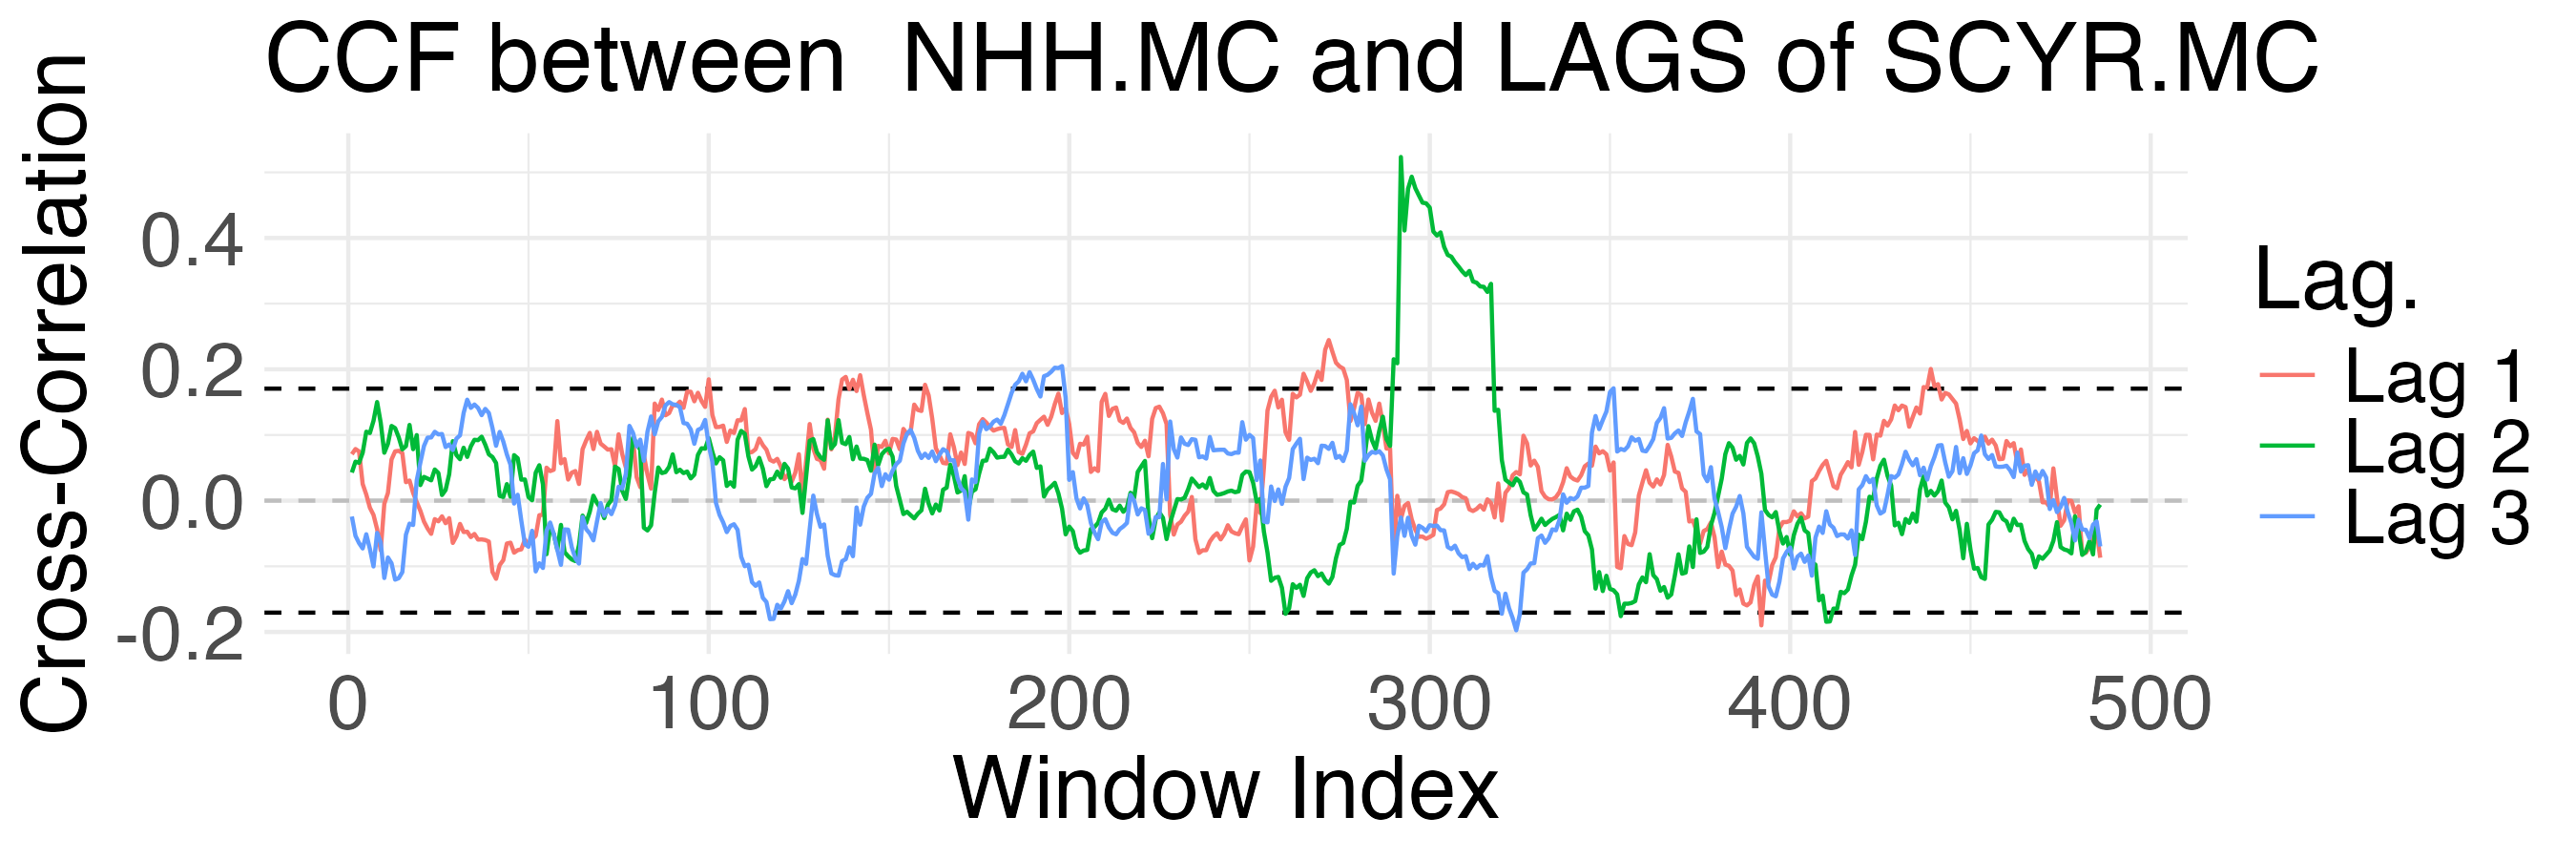 CCF between  NHH.MC and LAGS of SCYR.MC
Cross-Correlation
0.4
0.2
0.0
-0.2
0 100 200 300 400 500
Window Index
Lag.
Lag 1
Lag 2
Lag 3